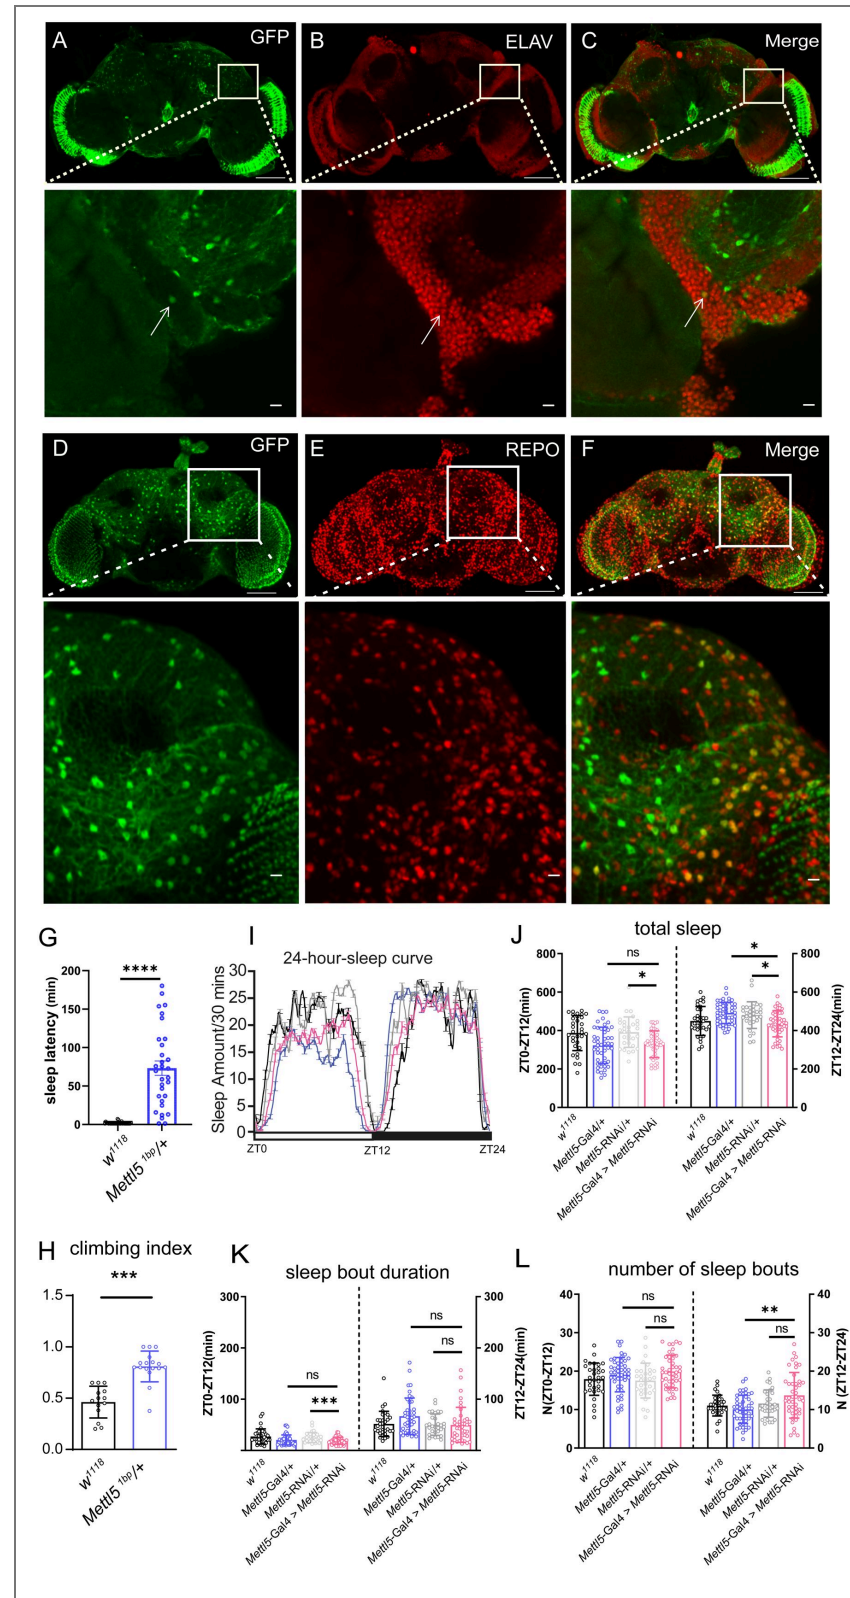 A GFP
B ELAV
C Merge
D GFP
E REPO
F Merge
G
sleep latency (min)
200
150
100
50
0
****
w1118
Mettl5 1bp/+
H climbing index
1.5
1.0
0.5
0.0
***
w1118
Mettl5 1bp/+
I
24-hour-sleep curve
Sleep Amount/30 mins
30
25
20
15
10
5
0
ZT0
ZT12
ZT24
J
total sleep
ZT0-ZT12(min)
800
600
400
200
0
ns
*
*
*
800
600
400
200
0
ZT12-ZT24(min)
w1118
Mettl5-Gal4/+
Mettl5-RNAi/+
Mettl5-Gal4 > Mettl5-RNAi
w1118
Mettl5-Gal4/+
Mettl5-RNAi/+
Mettl5-Gal4 > Mettl5-RNAi
K
sleep bout duration
ZT0-ZT12(min)
300
200
100
ns
***
ns
ns
300
200
100
ZT12-ZT24(min)
w1118
Mettl5-Gal4/+
Mettl5-RNAi/+
Mettl5-Gal4 > Mettl5-RNAi
w1118
Mettl5-Gal4/+
Mettl5-RNAi/+
Mettl5-Gal4 > Mettl5-RNAi
L
number of sleep bouts
N(ZT0-ZT12)
40
30
20
10
0
ns
ns
**
ns
40
30
20
10
0
N (ZT12-ZT24)
w1118
Mettl5-Gal4/+
Mettl5-RNAi/+
Mettl5-Gal4 > Mettl5-RNAi
w1118
Mettl5-Gal4/+
Mettl5-RNAi/+
Mettl5-Gal4 > Mettl5-RNAi